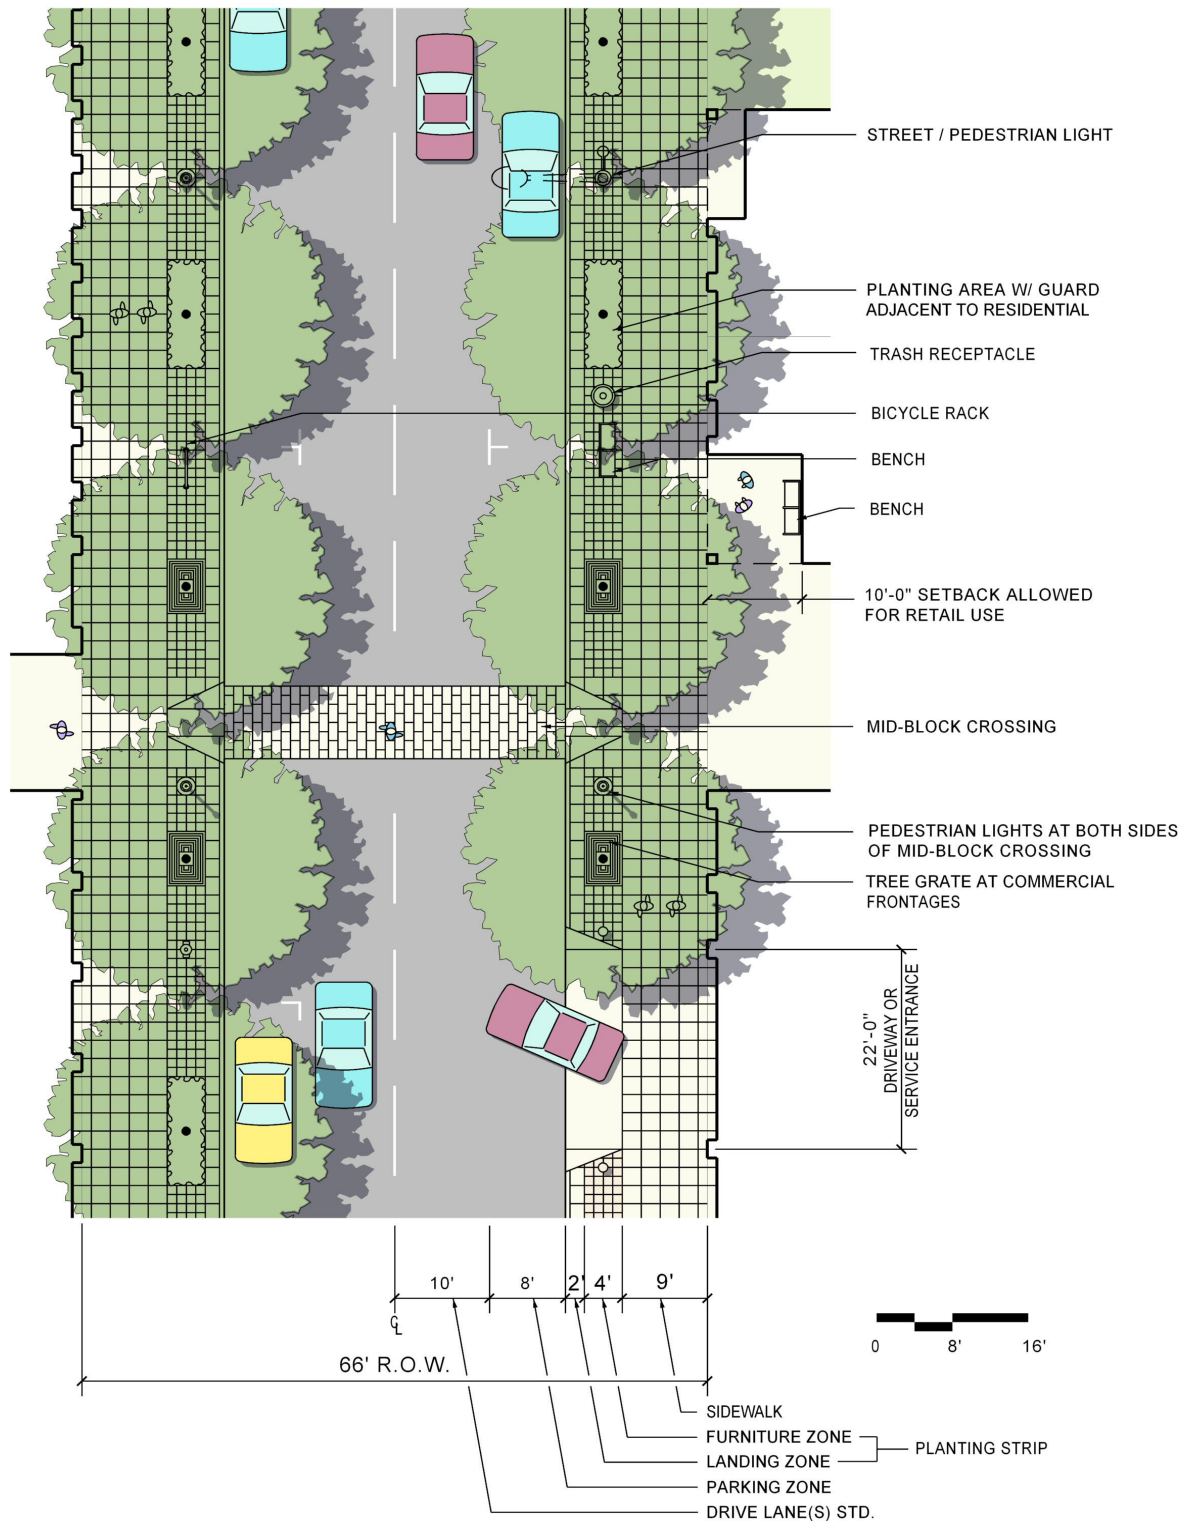 STREET / PEDESTRIAN LIGHT
PLANTING AREA W/ GUARD
ADJACENT TO RESIDENTIAL
TRASH RECEPTACLE
BICYCLE RACK
BENCH
BENCH
10'-0" SETBACK ALLOWED
FOR RETAIL USE
MID-BLOCK CROSSING
PEDESTRIAN LIGHTS AT BOTH SIDES
OF MID-BLOCK CROSSING
TREE GRATE AT COMMERCIAL
FRONTAGES
22'-0"
DRIVEWAY OR
SERVICE ENTRANCE
10' 8' 2' 4' 9'
CL
66' R.O.W.
0 8' 16'
SIDEWALK
FURNITURE ZONE
PLANTING STRIP
LANDING ZONE
PARKING ZONE
DRIVE LANE(S) STD.